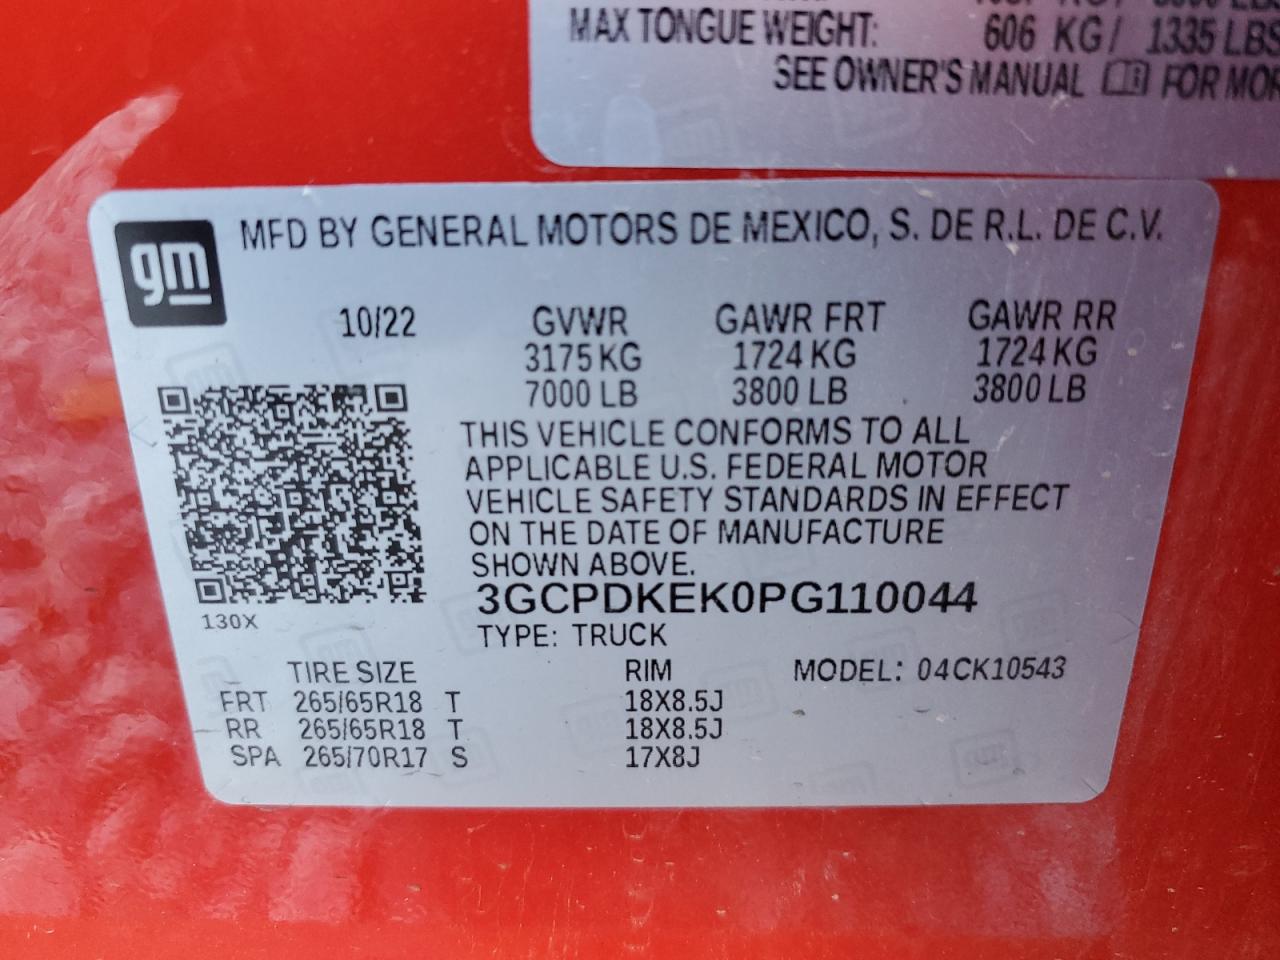 MAX TONGUE WEIGHT: 606 KG / 1335 LBS
SEE OWNER'S MANUAL FOR MOR
gm
MFD BY GENERAL MOTORS DE MEXICO, S. DE R.L. DE C.V.
10/22 GVWR GAWR FRT GAWR RR
3175 KG 1724 KG 1724 KG
7000 LB 3800 LB 3800 LB
THIS VEHICLE CONFORMS TO ALL
APPLICABLE U.S. FEDERAL MOTOR
VEHICLE SAFETY STANDARDS IN EFFECT
ON THE DATE OF MANUFACTURE
SHOWN ABOVE.
3GCPDKEK0PG110044
130X
TYPE: TRUCK
TIRE SIZE RIM MODEL: 04CK10543
FRT 265/65R18 T 18X8.5J
RR 265/65R18 T 18X8.5J
SPA 265/70R17 S 17X8J